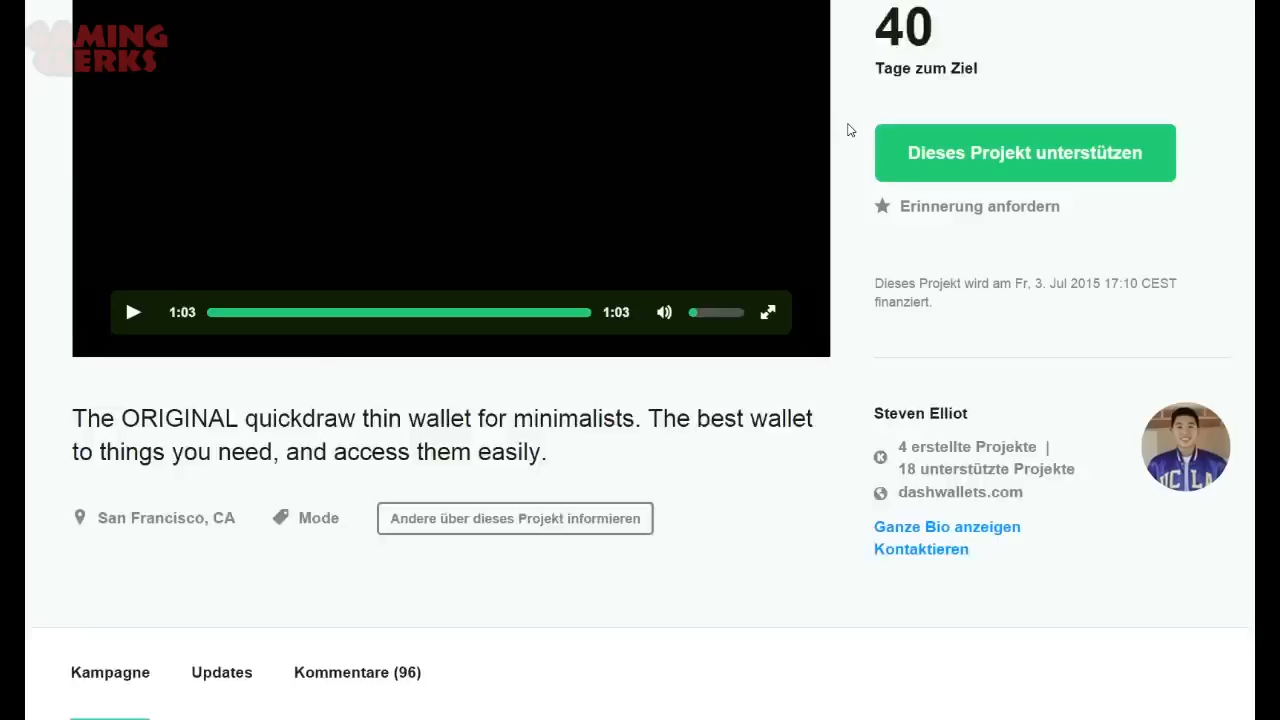 GAMING
CLERKS
40
Tage zum Ziel
Dieses Projekt unterstützen
Erinnerung anfordern
Dieses Projekt wird am Fr, 3. Jul 2015 17:10 CEST
finanziert.
1:03
1:03
The ORIGINAL quickdraw thin wallet for minimalists. The best wallet
to things you need, and access them easily.
San Francisco, CA
Mode
Andere über dieses Projekt informieren
Steven Elliot
4 erstellte Projekte |
18 unterstützte Projekte
dashwallets.com
Ganze Bio anzeigen
Kontaktieren
UCLA
Kampagne
Updates
Kommentare (96)